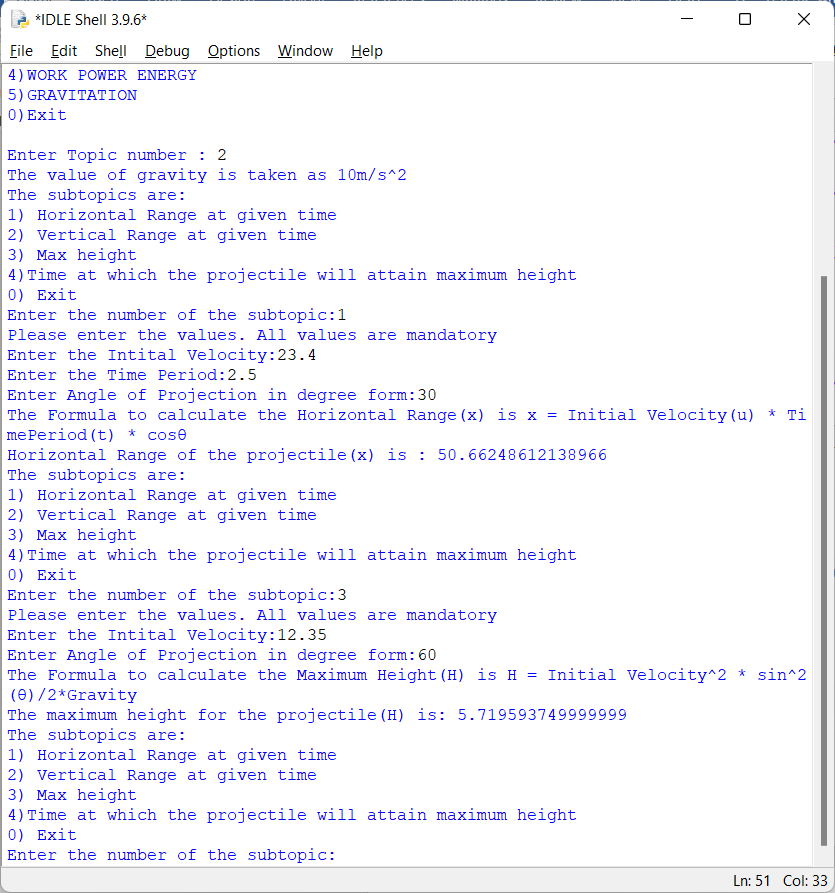 *IDLE Shell 3.9.6*
File Edit Shell Debug Options Window Help
4)WORK POWER ENERGY
5)GRAVITATION
0)Exit
Enter Topic number : 2
The value of gravity is taken as 10m/s^2
The subtopics are:
1) Horizontal Range at given time
2) Vertical Range at given time
3) Max height
4)Time at which the projectile will attain maximum height
0) Exit
Enter the number of the subtopic:1
Please enter the values. All values are mandatory
Enter the Intital Velocity:23.4
Enter the Time Period:2.5
Enter Angle of Projection in degree form:30
The Formula to calculate the Horizontal Range(x) is x = Initial Velocity(u) * Ti
mePeriod(t) * cosθ
Horizontal Range of the projectile(x) is : 50.66248612138966
The subtopics are:
1) Horizontal Range at given time
2) Vertical Range at given time
3) Max height
4)Time at which the projectile will attain maximum height
0) Exit
Enter the number of the subtopic:3
Please enter the values. All values are mandatory
Enter the Intital Velocity:12.35
Enter Angle of Projection in degree form:60
The Formula to calculate the Maximum Height(H) is H = Initial Velocity^2 * sin^2
(θ)/2*Gravity
The maximum height for the projectile(H) is: 5.719593749999999
The subtopics are:
1) Horizontal Range at given time
2) Vertical Range at given time
3) Max height
4)Time at which the projectile will attain maximum height
0) Exit
Enter the number of the subtopic:
Ln: 51 Col: 33